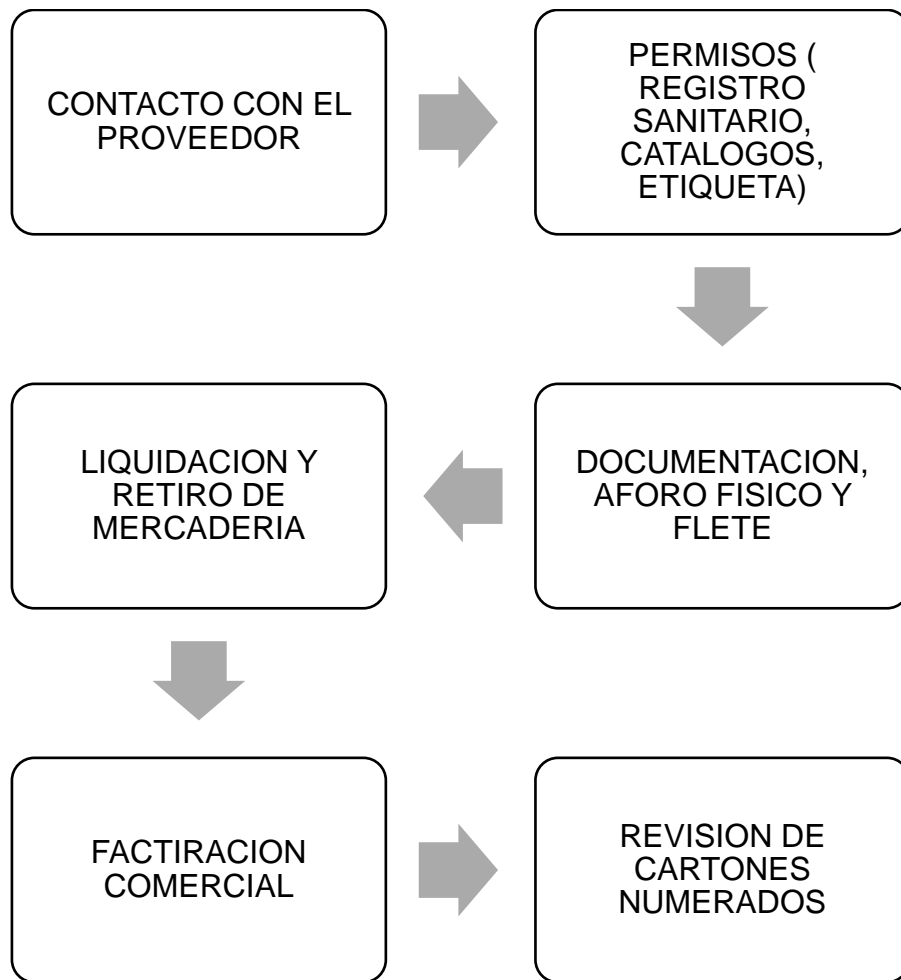 CONTACTO CON EL
PROVEEDOR
PERMISOS (
REGISTRO
SANITARIO,
CATALOGOS,
ETIQUETA)
DOCUMENTACION,
AFORO FISICO Y
FLETE
LIQUIDACION Y
RETIRO DE
MERCADERIA
FACTIRACION
COMERCIAL
REVISION DE
CARTONES
NUMERADOS